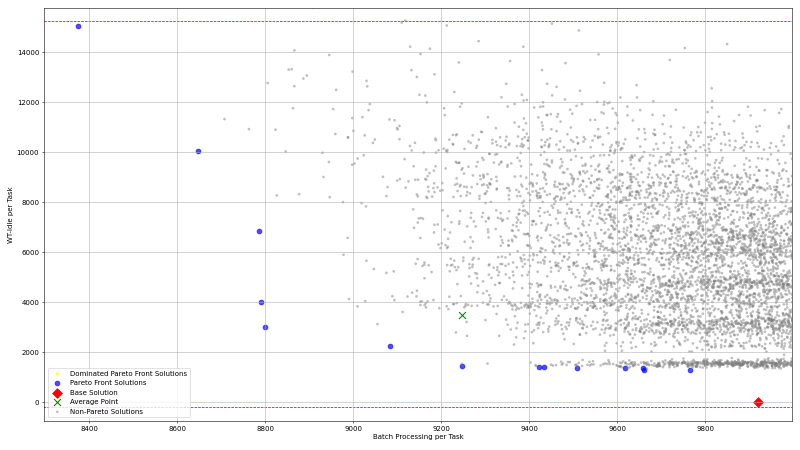 14000
12000
10000
8000
6000
4000
2000
0
WT-Idle per Task
Dominated Pareto Front Solutions
Pareto Front Solutions
Base Solution
Average Point
Non-Pareto Solutions
8400 8600 8800 9000 9200 9400 9600 9800
Batch Processing per Task